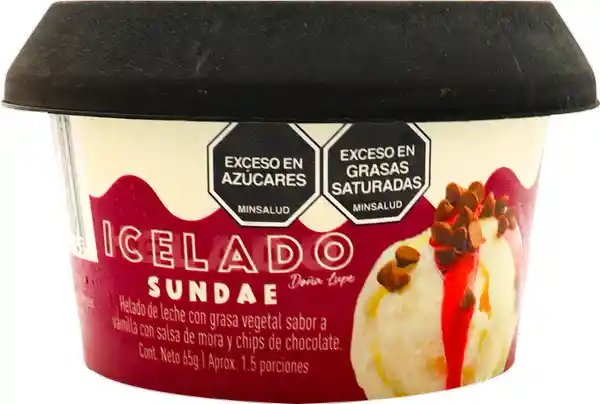 EXCESO EN
AZÚCARES
MINSALUD
EXCESO EN
GRASAS
SATURADAS
MINSALUD
ICELADO
Doña Lupe
SUNDAE
Helado de leche con grasa vegetal sabor a
vainilla con salsa de mora y chips de chocolate.
Cont. Neto 65g | Aprox. 1.5 porciones